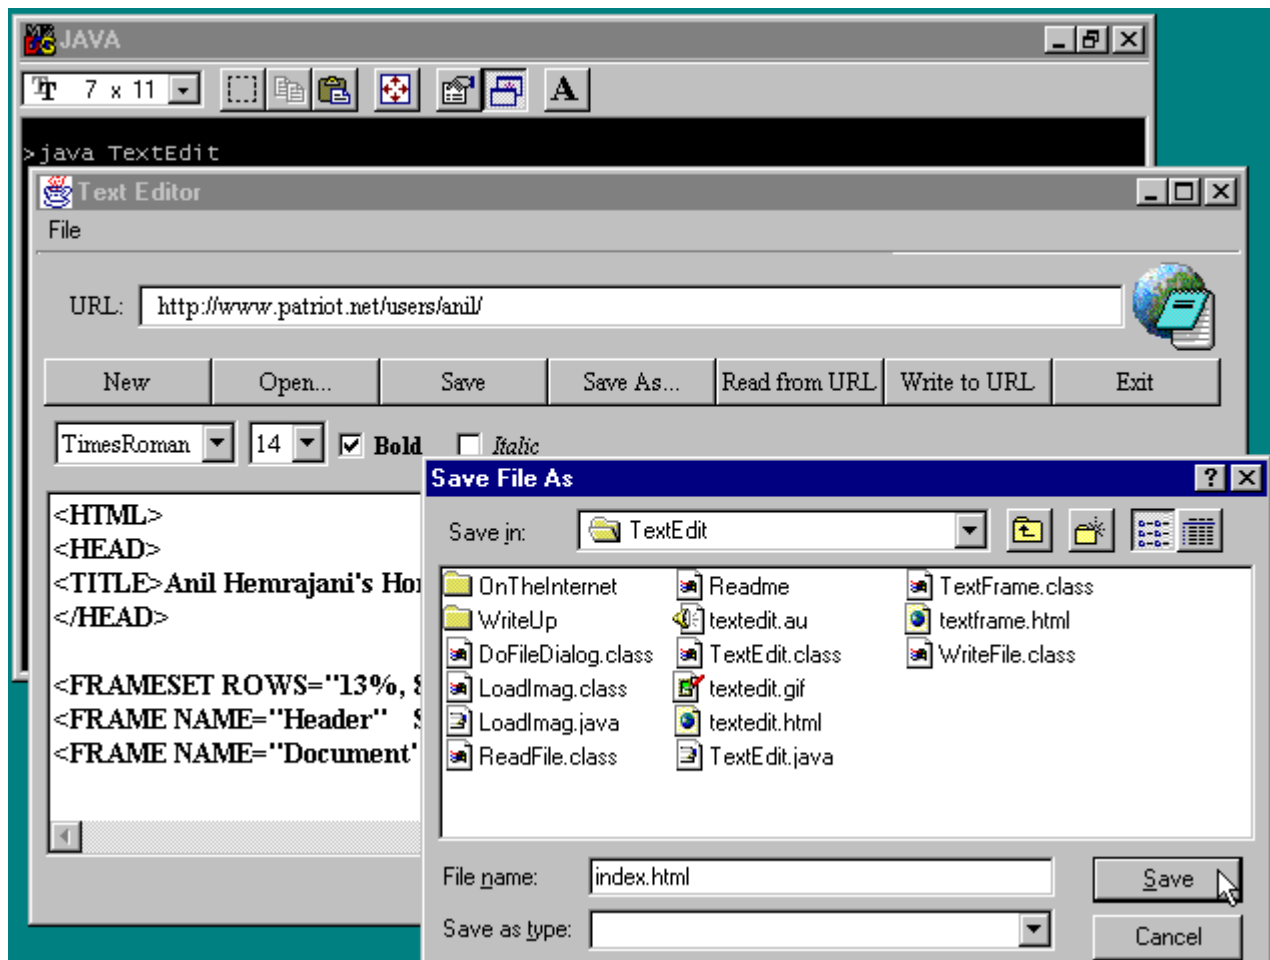 JAVA
7 x 11
A
>java TextEdit
Text Editor
File
URL: http://www.patriot.net/users/anil/
New Open... Save Save As... Read from URL Write to URL Exit
TimesRoman 14 Bold Italic
<HTML>
<HEAD>
<TITLE>Anil Hemrajani's
</HEAD>
<FRAMESET ROWS="13%,
<FRAME NAME="Header"
<FRAME NAME="Document"
Save File As
Save in: TextEdit
OnTheInternet Readme TextFrame.class
WriteUp textedit.au textframe.html
DoFileDialog.class TextEdit.class WriteFile.class
LoadImag.class textedit.gif
LoadImag.java textedit.html
ReadFile.class TextEdit.java
File name: index.html Save
Save as type: Cancel